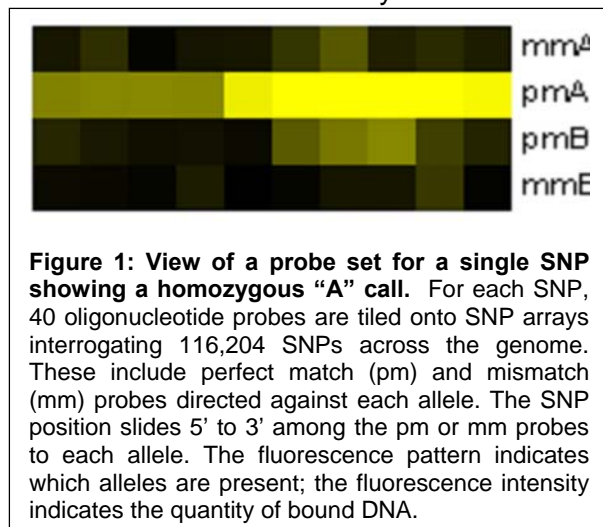 mmA
pmA
pmB
mmB
Figure 1: View of a probe set for a single SNP
showing a homozygous “A” call. For each SNP,
40 oligonucleotide probes are tiled onto SNP arrays
interrogating 116,204 SNPs across the genome.
These include perfect match (pm) and mismatch
(mm) probes directed against each allele. The SNP
position slides 5’ to 3’ among the pm or mm probes
to each allele. The fluorescence pattern indicates
which alleles are present; the fluorescence intensity
indicates the quantity of bound DNA.